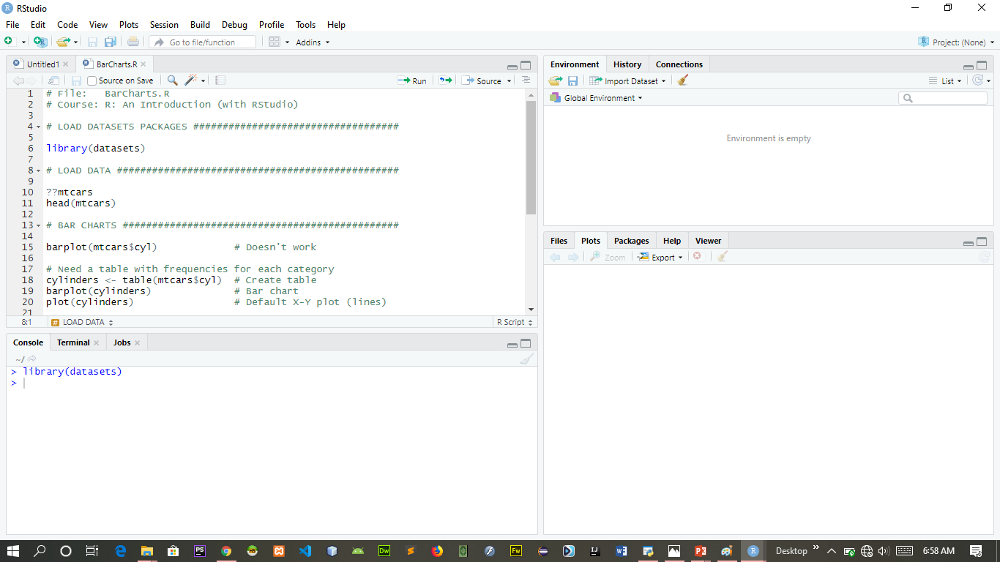 RStudio
File Edit Code View Plots Session Build Debug Profile Tools Help
Go to file/function Addins Project: (None)
Untitled1 BarCharts.R
Source on Save Run Source
1 # File:   BarCharts.R
2 # Course: R: An Introduction (with RStudio)
3
4 # LOAD DATASETS PACKAGES ###################################
5
6 library(datasets)
7
8 # LOAD DATA ################################################
9
10 ??mtcars
11 head(mtcars)
12
13 # BAR CHARTS ###############################################
14
15 barplot(mtcars$cyl)             # Doesn't work
16
17 # Need a table with frequencies for each category
18 cylinders <- table(mtcars$cyl)  # Create table
19 barplot(cylinders)              # Bar chart
20 plot(cylinders)                 # Default X-Y plot (lines)
21
8:1 # LOAD DATA R Script
Console Terminal Jobs
~/
> library(datasets)
>
Environment History Connections
Import Dataset List
Global Environment
Environment is empty
Files Plots Packages Help Viewer
Zoom Export
PS HS Dw Fw IJ Desktop 6:58 AM